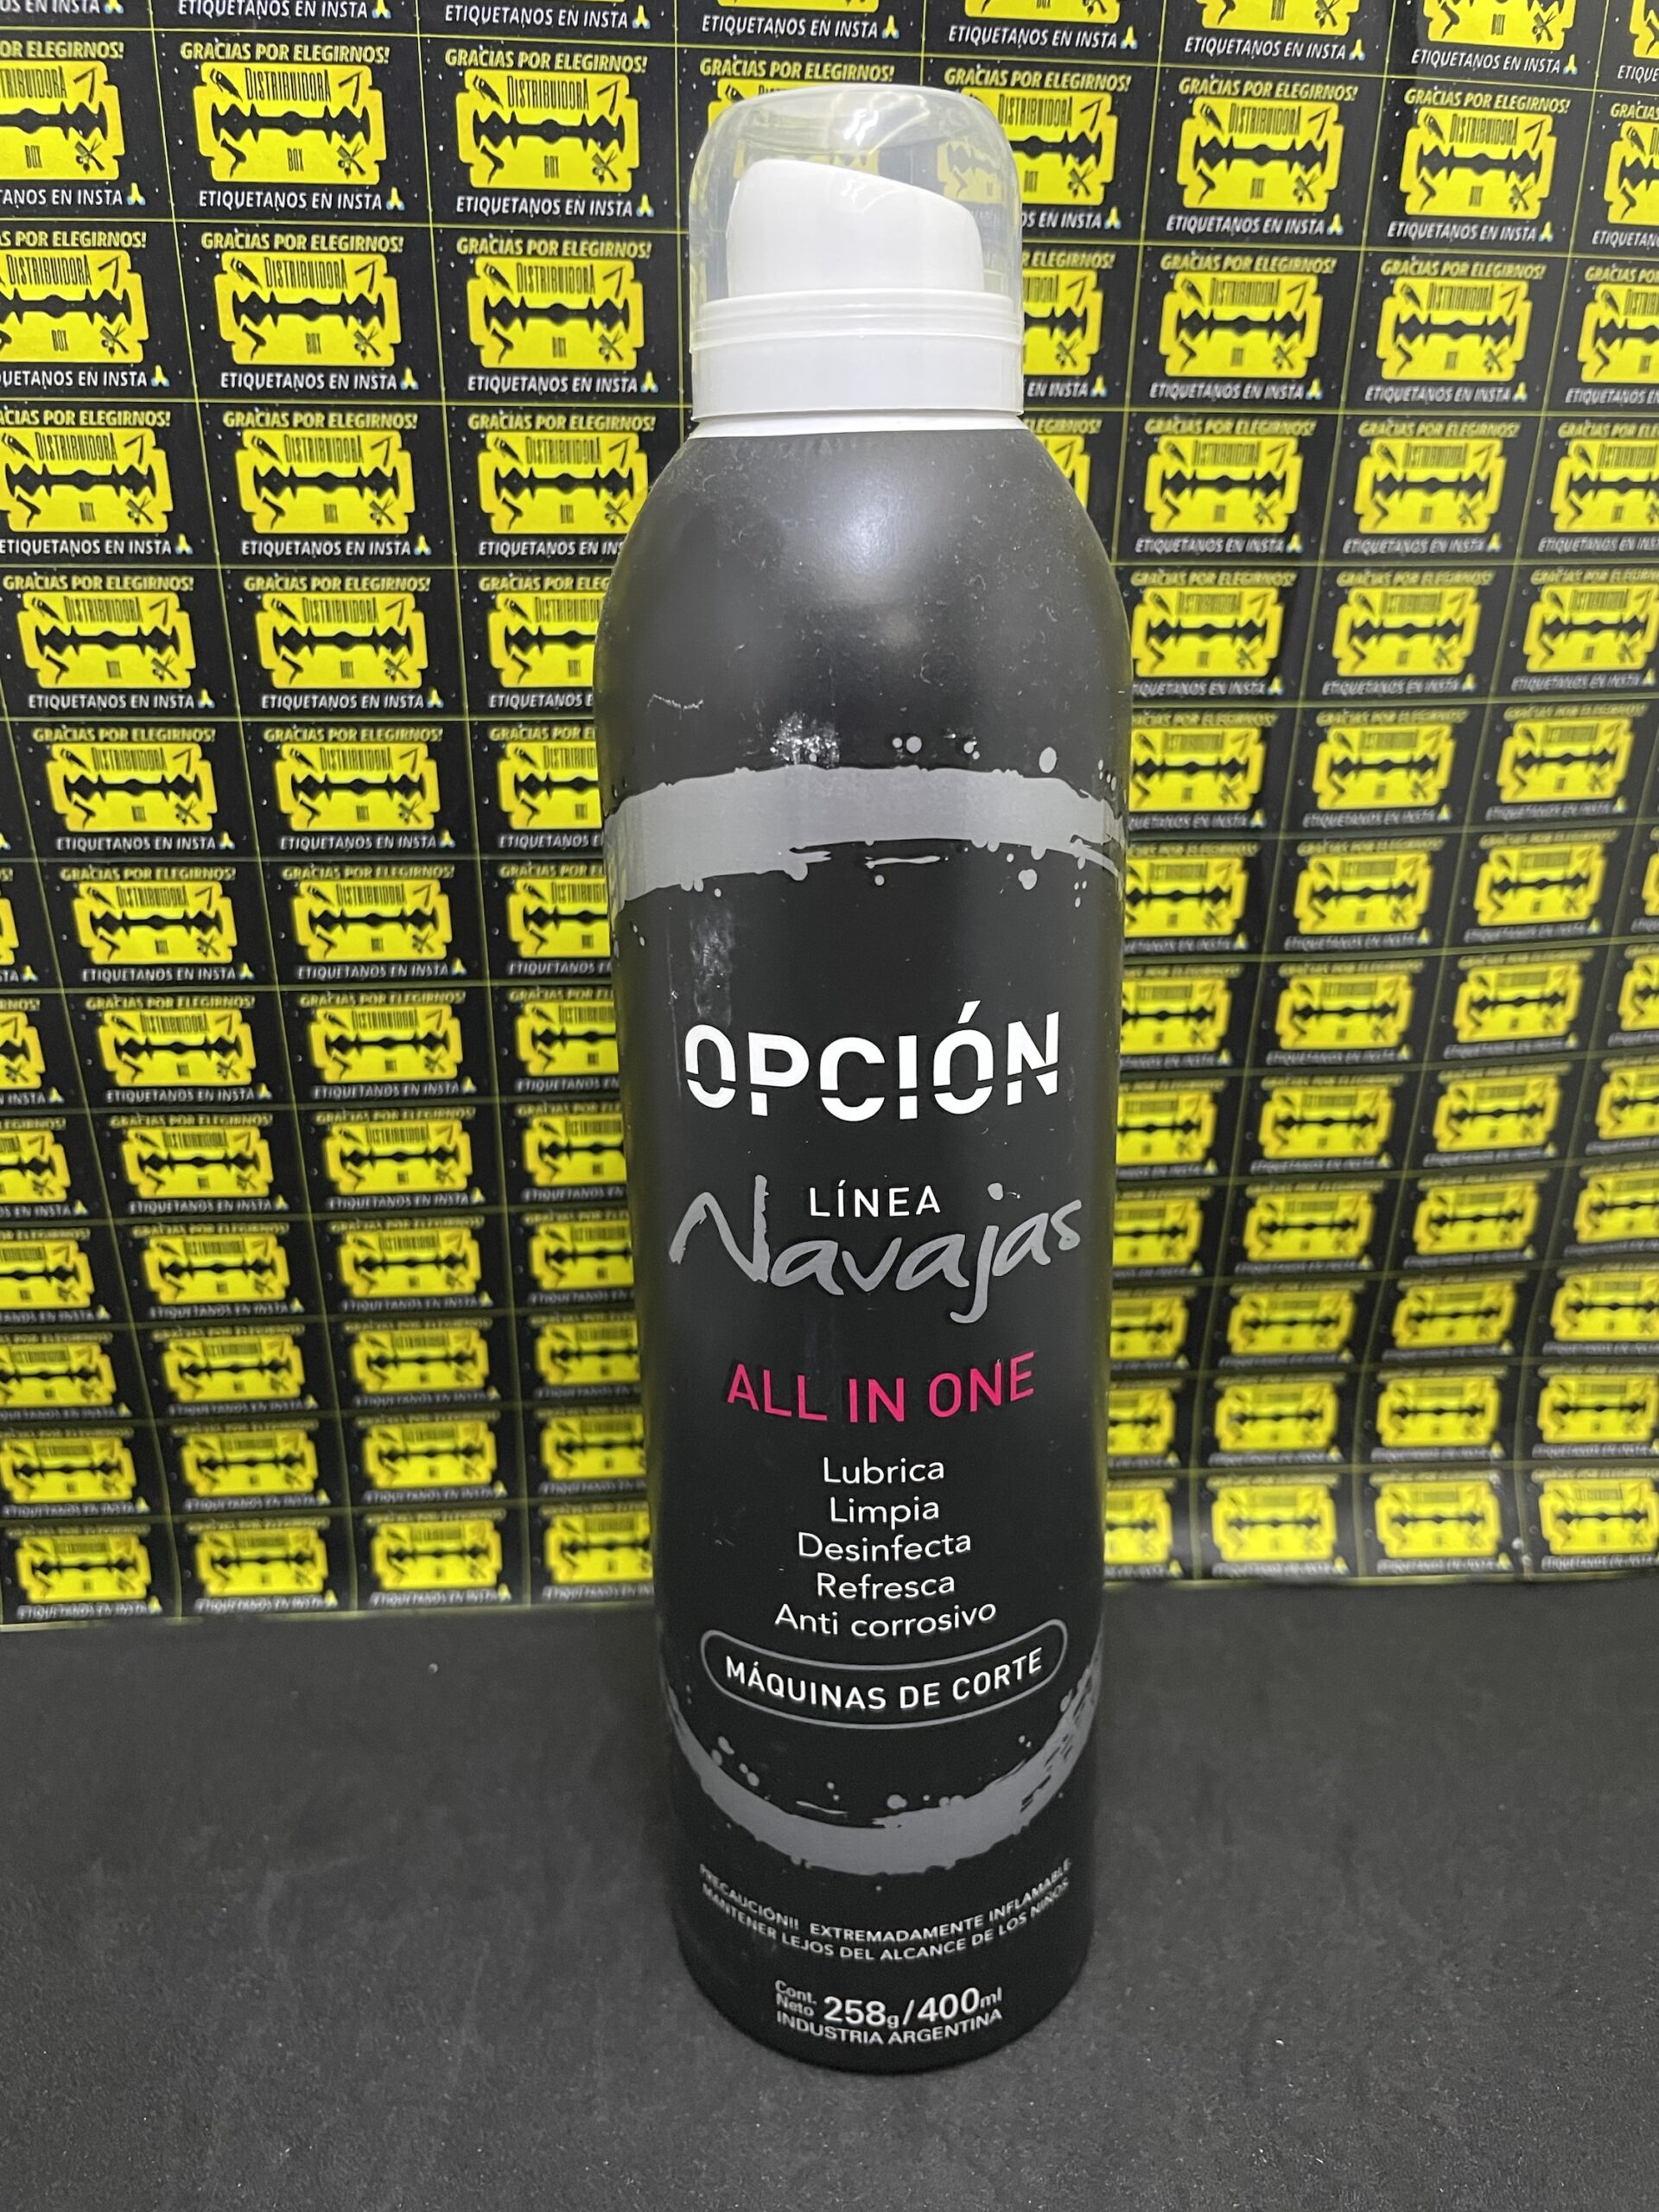 GRACIAS POR ELEGIRNOS!
DISTRIBUIDORA
BOX
ETIQUETANOS EN INSTA🙏
OPCIÓN
LÍNEA
Navajas
ALL IN ONE
Lubrica
Limpia
Desinfecta
Refresca
Anti corrosivo
MÁQUINAS DE CORTE
PRECAUCIÓN!! EXTREMADAMENTE INFLAMABLE
MANTENER LEJOS DEL ALCANCE DE LOS NIÑOS
Cont.
Neto 258g/400ml
INDUSTRIA ARGENTINA